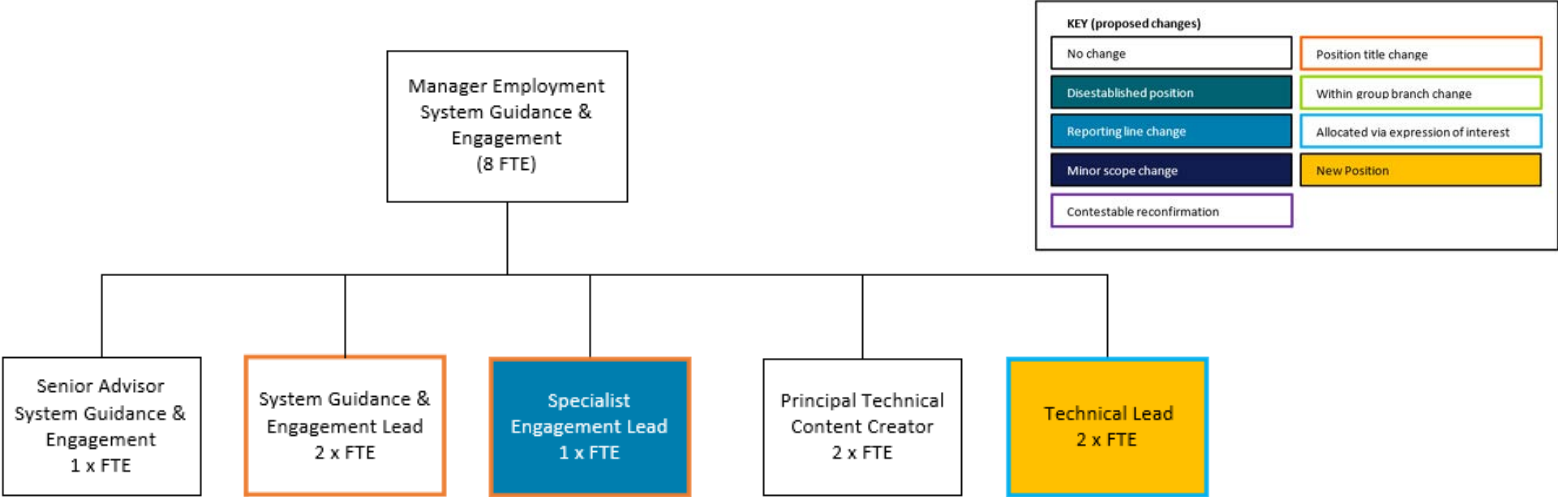 KEY (proposed changes)
No change
Position title change
Disestablished position
Within group branch change
Reporting line change
Allocated via expression of interest
Minor scope change
New Position
Contestable reconfirmation
Manager Employment
System Guidance &
Engagement
(8 FTE)
Senior Advisor
System Guidance &
Engagement
1 x FTE
System Guidance &
Engagement Lead
2 x FTE
Specialist
Engagement Lead
1 x FTE
Principal Technical
Content Creator
2 x FTE
Technical Lead
2 x FTE